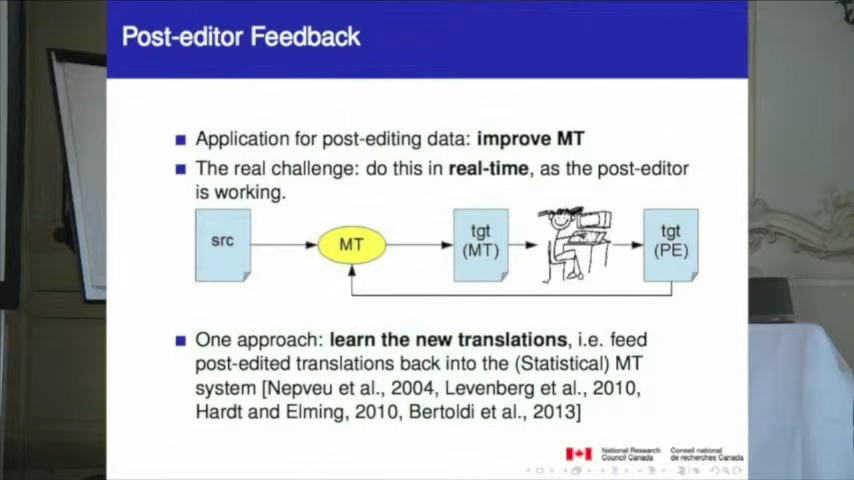 Post-editor Feedback
Application for post-editing data: improve MT
The real challenge: do this in real-time, as the post-editor
is working.
src
MT
tgt
(MT)
tgt
(PE)
One approach: learn the new translations, i.e. feed
post-edited translations back into the (Statistical) MT
system [Nepveu et al., 2004, Levenberg et al., 2010,
Hardt and Elming, 2010, Bertoldi et al., 2013]
National Research
Council Canada
Conseil national
de recherches Canada